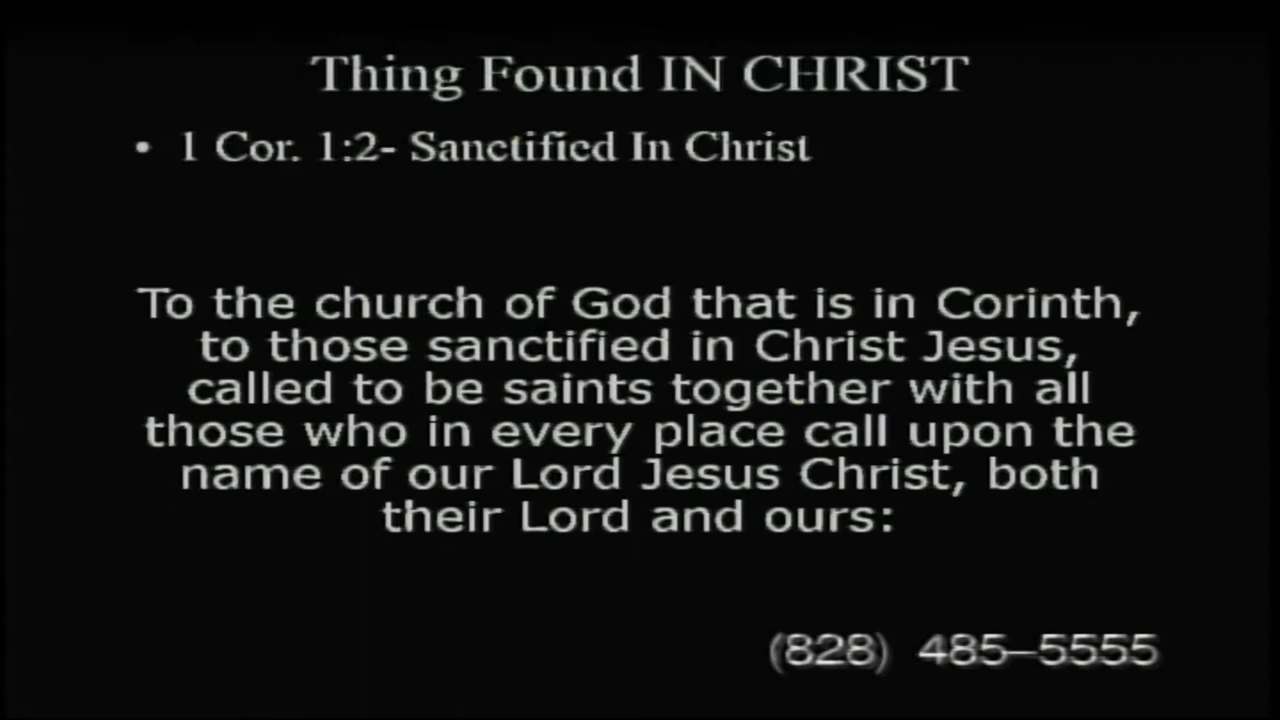 Thing Found IN CHRIST
• 1 Cor. 1:2- Sanctified In Christ
To the church of God that is in Corinth,
to those sanctified in Christ Jesus,
called to be saints together with all
those who in every place call upon the
name of our Lord Jesus Christ, both
their Lord and ours:
(828) 485–5555